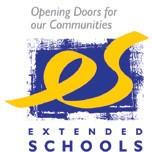 Opening Doors for
our Communities
es
EXTENDED
SCHOOLS